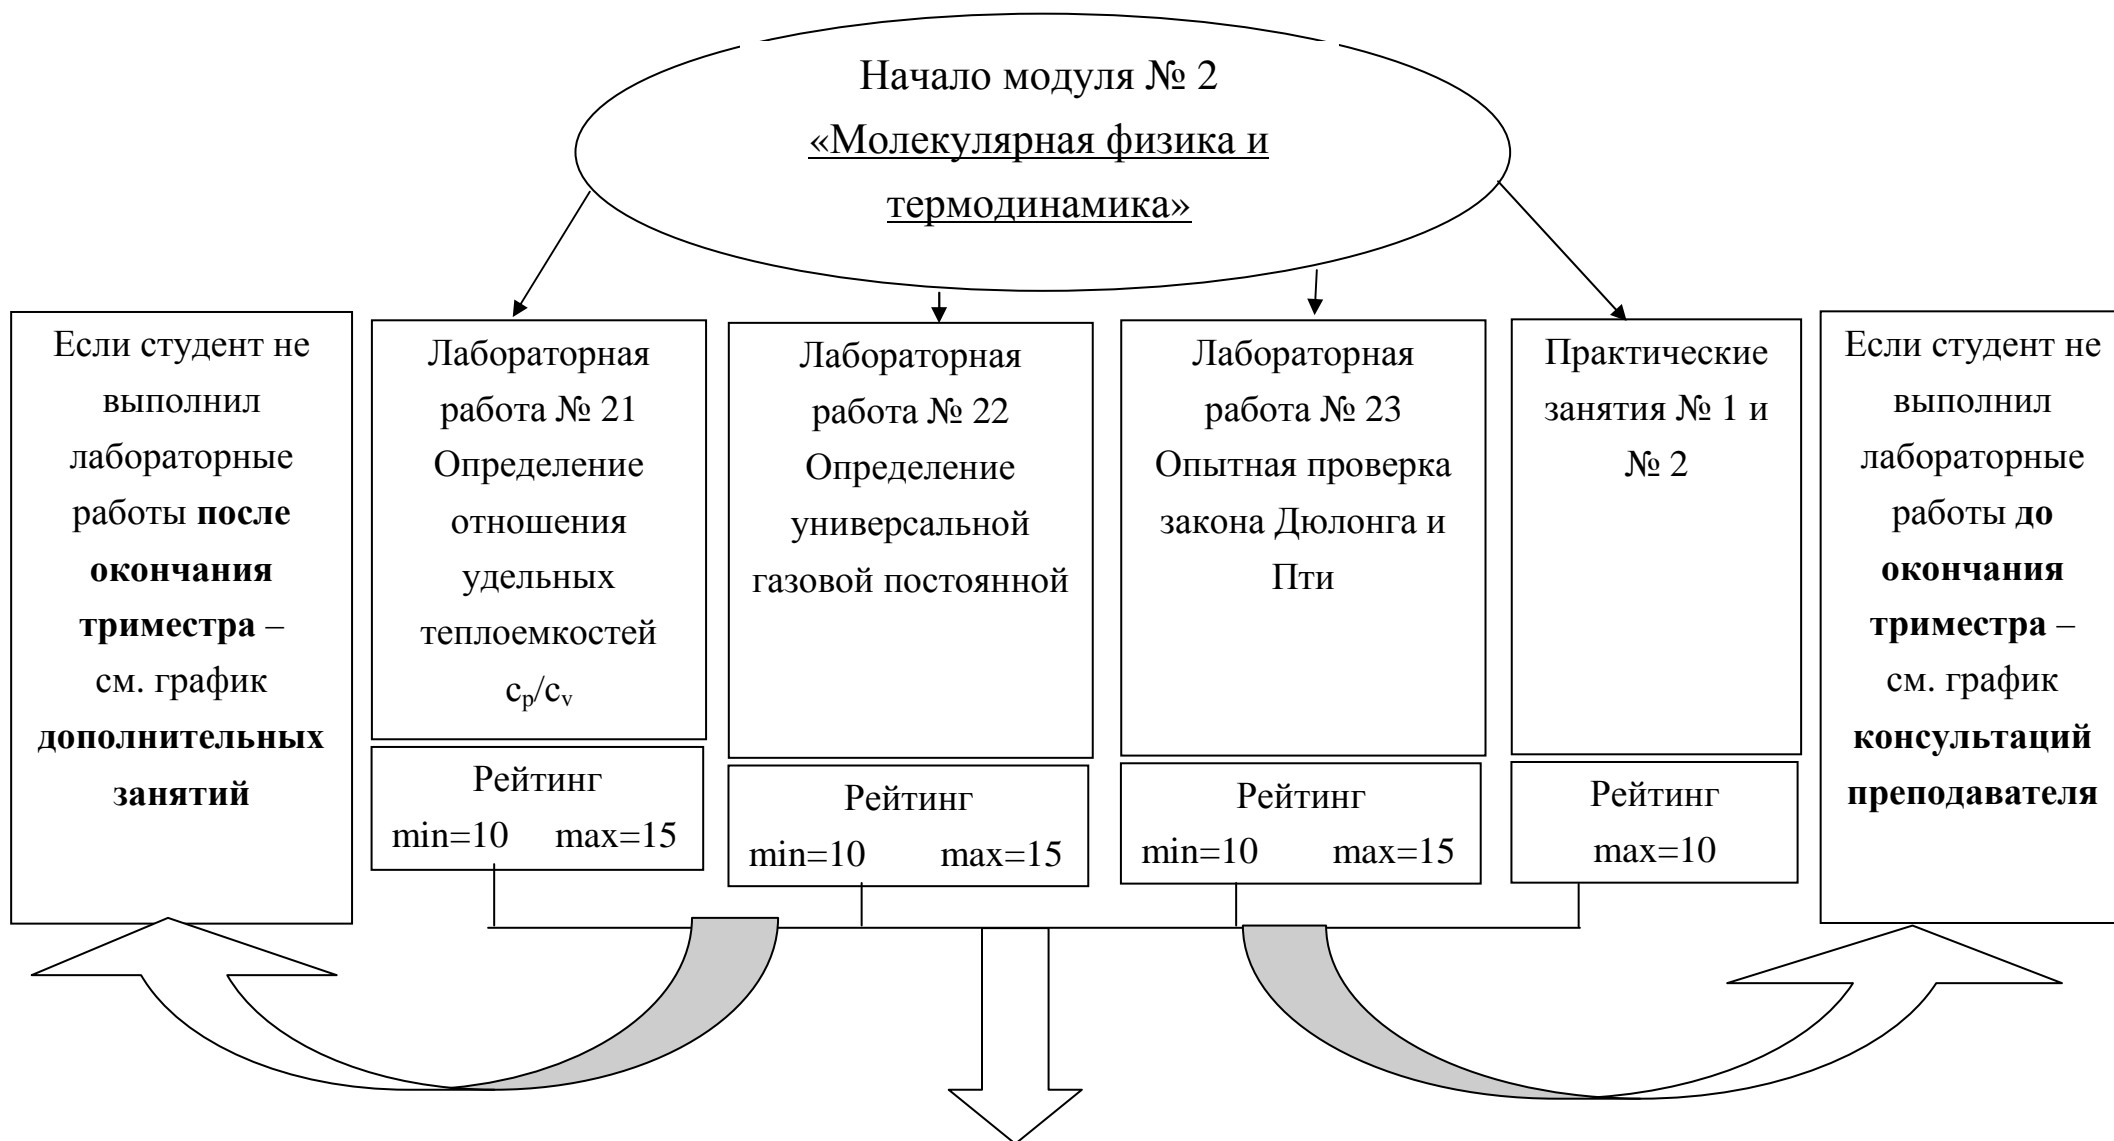 Начало модуля № 2
«Молекулярная физика и
термодинамика»
Если студент не
выполнил
лабораторные
работы после
окончания
триместра –
см. график
дополнительных
занятий
Лабораторная
работа № 21
Определение
отношения
удельных
теплоемкостей
cp/cv
Рейтинг
min=10 max=15
Лабораторная
работа № 22
Определение
универсальной
газовой постоянной
Рейтинг
min=10 max=15
Лабораторная
работа № 23
Опытная проверка
закона Дюлонга и
Пти
Рейтинг
min=10 max=15
Практические
занятия № 1 и
№ 2
Рейтинг
max=10
Если студент не
выполнил
лабораторные
работы до
окончания
триместра –
см. график
консультаций
преподавателя